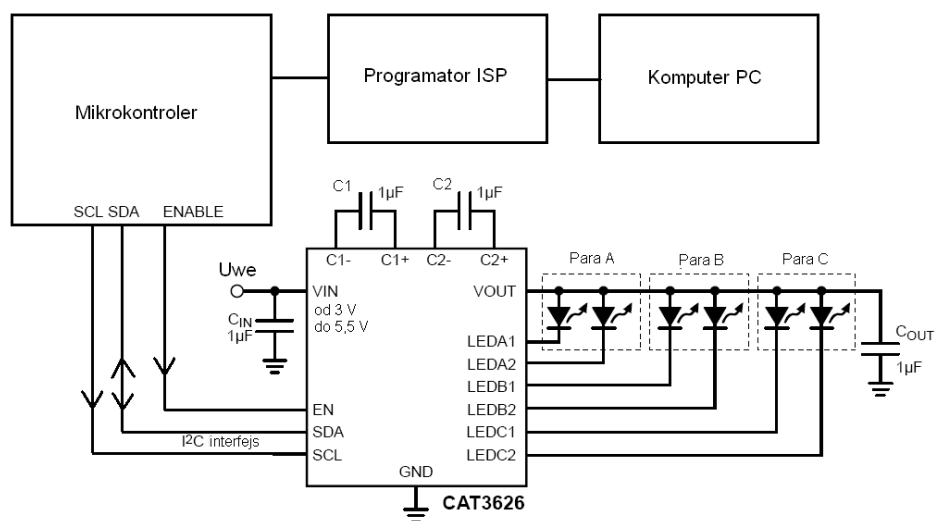 Mikrokontroler
Programator ISP
Komputer PC
SCL SDA ENABLE
C1
1µF
C2
1µF
C1- C1+ C2- C2+
Uwe
VIN
od 3 V
do 5,5 V
CIN
1µF
VOUT
Para A
Para B
Para C
LEDA1
LEDA2
LEDB1
LEDB2
LEDC1
LEDC2
COUT
1µF
EN
SDA
SCL
I2C interfejs
GND
CAT3626